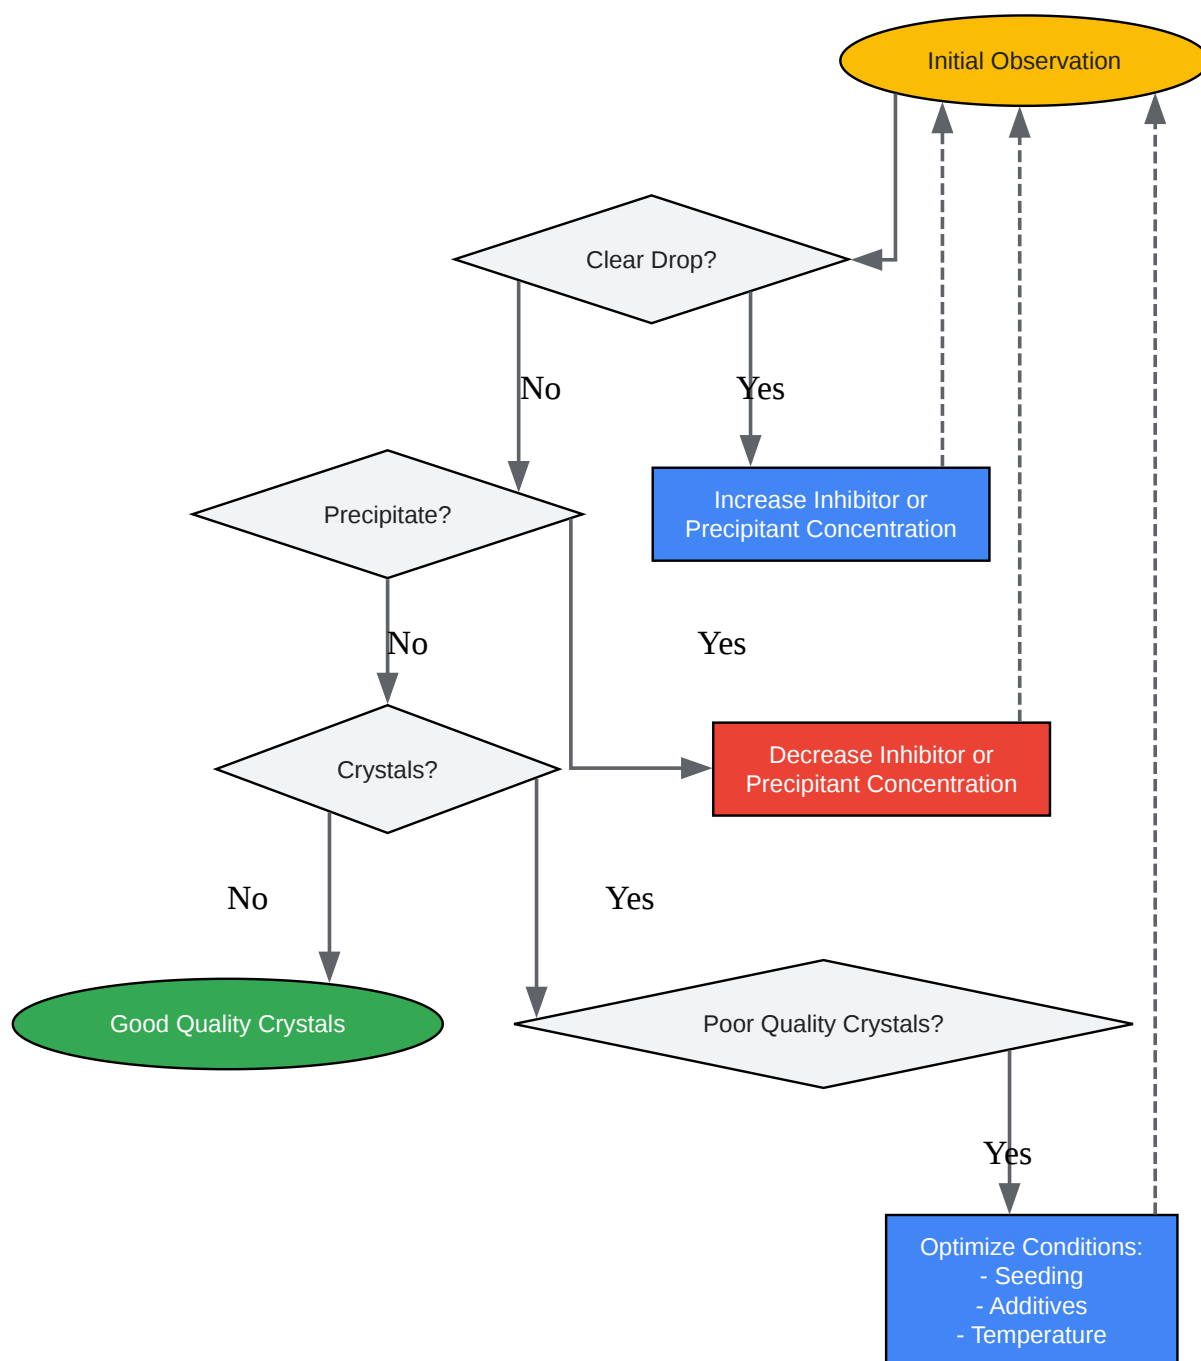 Initial Observation
Clear Drop?
No
Yes
Precipitate?
Increase Inhibitor or
Precipitant Concentration
No
Yes
Crystals?
Decrease Inhibitor or
Precipitant Concentration
No
Yes
Good Quality Crystals
Poor Quality Crystals?
Yes
Optimize Conditions:
- Seeding
- Additives
- Temperature